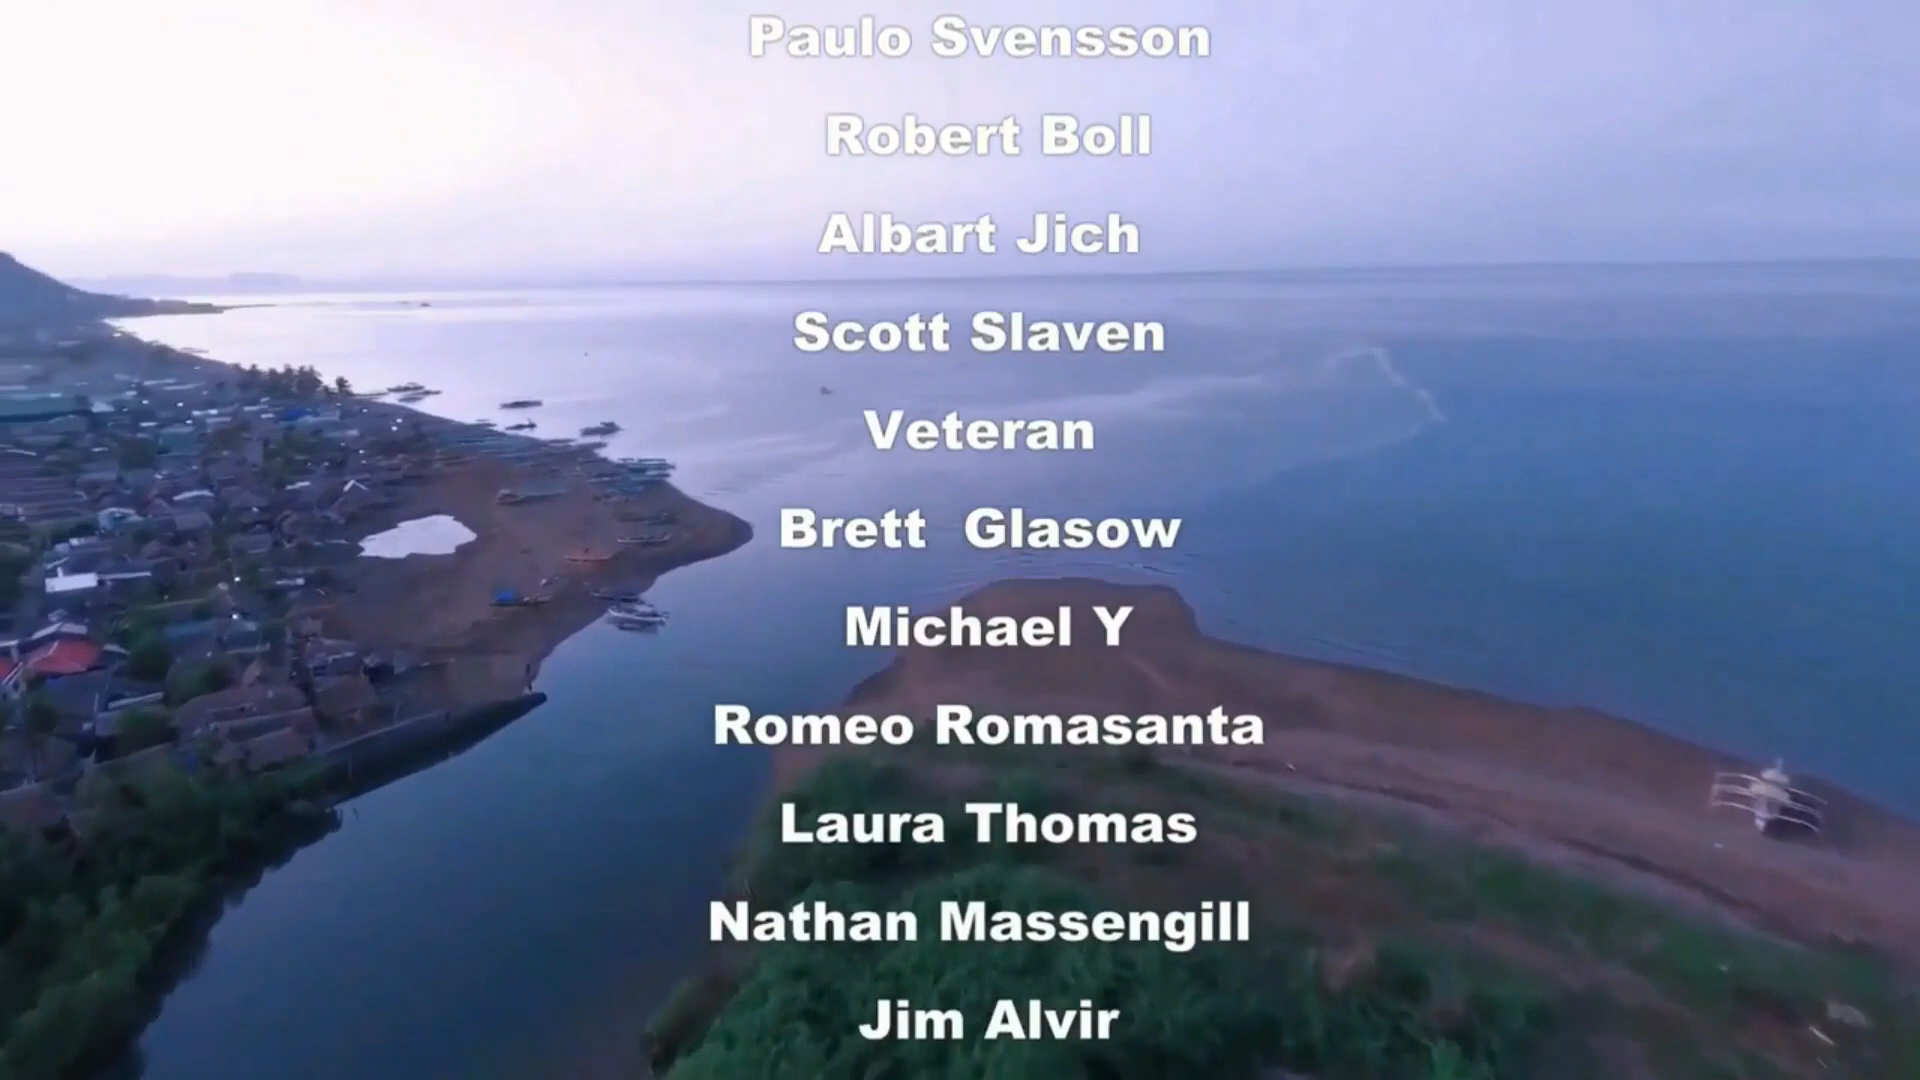 Paulo Svensson
Robert Boll
Albart Jich
Scott Slaven
Veteran
Brett  Glasow
Michael Y
Romeo Romasanta
Laura Thomas
Nathan Massengill
Jim Alvir